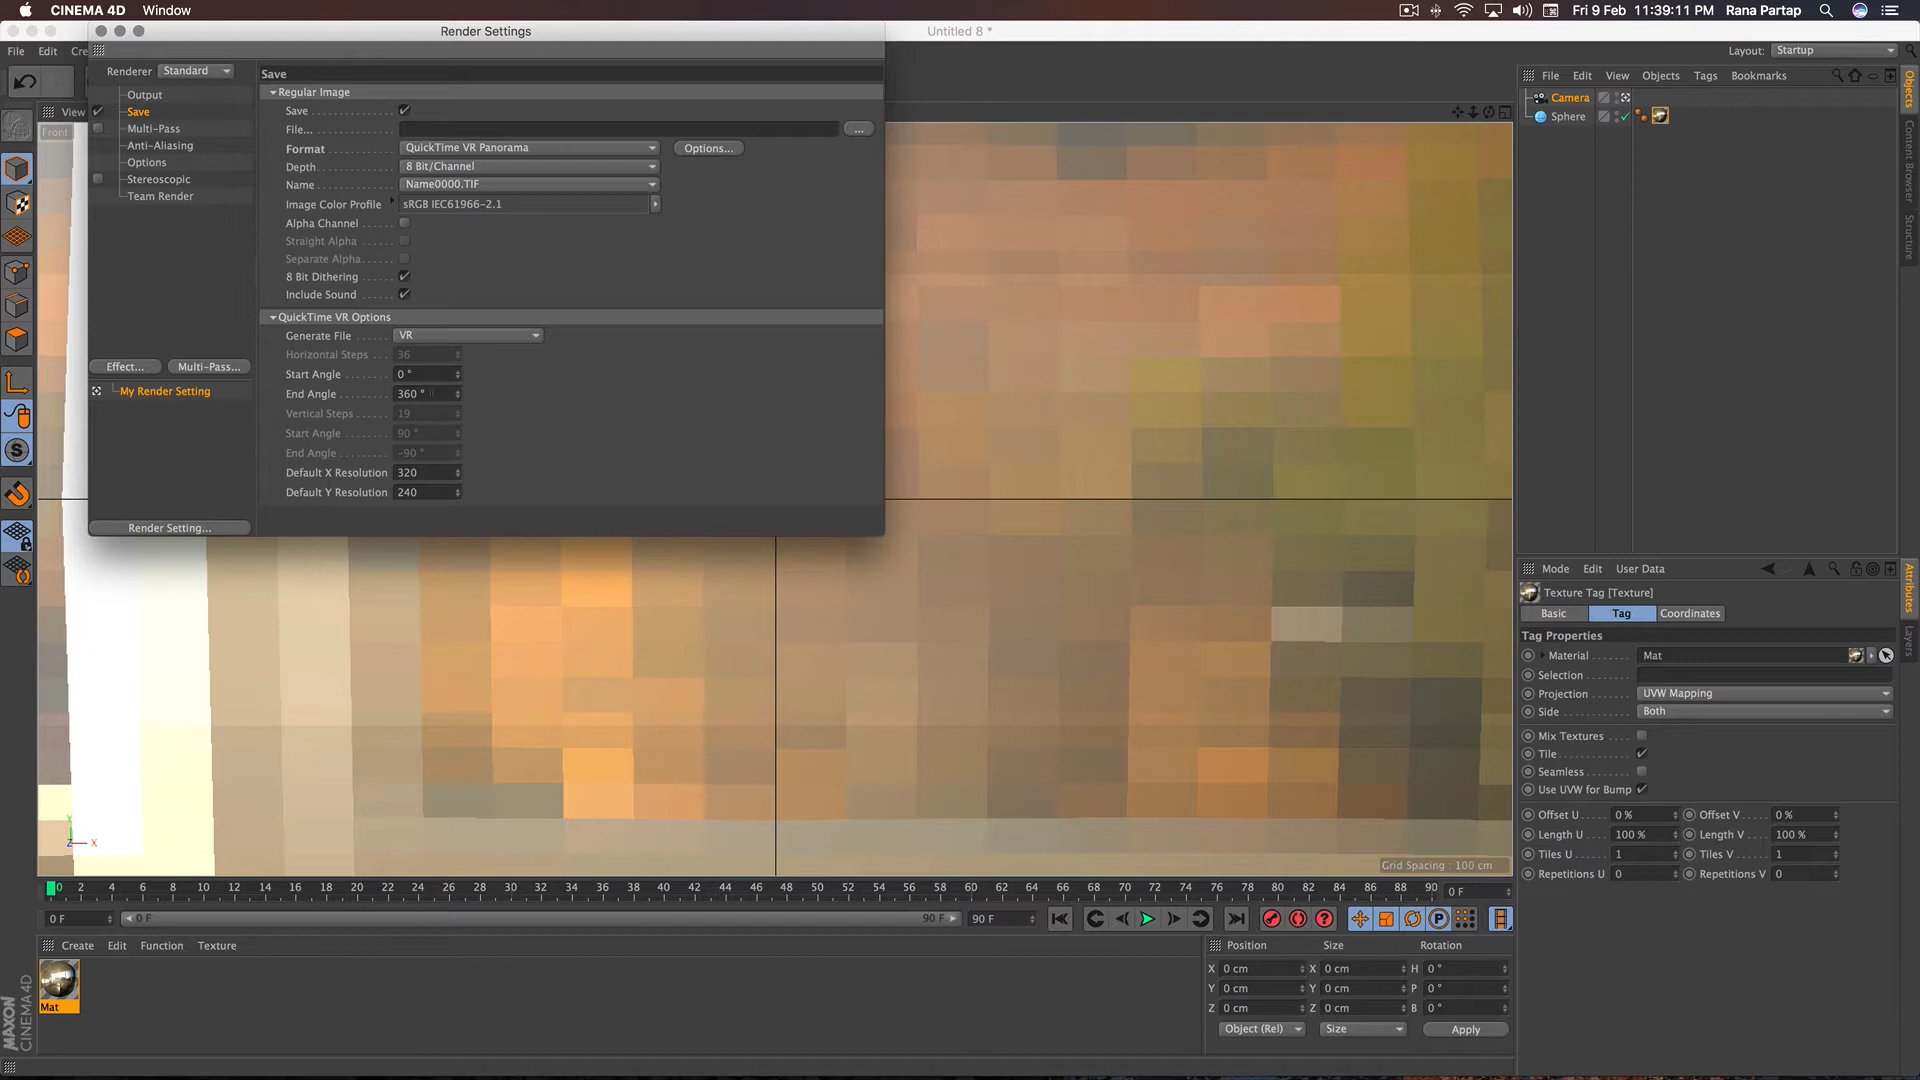 CINEMA 4D Window
Fri 9 Feb 11:39:11 PM Rana Partap
Render Settings
Untitled 8 *
File Edit Cre
Layout: Startup
Renderer Standard
Output
Save
Multi-Pass
Anti-Aliasing
Options
Stereoscopic
Team Render
Effect... Multi-Pass...
My Render Setting
Render Setting...
Save
Regular Image
Save
File... ...
Format QuickTime VR Panorama Options...
Depth 8 Bit/Channel
Name Name0000.TIF
Image Color Profile sRGB IEC61966-2.1
Alpha Channel
Straight Alpha
Separate Alpha
8 Bit Dithering
Include Sound
QuickTime VR Options
Generate File VR
Horizontal Steps 36
Start Angle 0 °
End Angle 360 °
Vertical Steps 19
Start Angle 90 °
End Angle -90 °
Default X Resolution 320
Default Y Resolution 240
View
Front
Y
Z X
Grid Spacing : 100 cm
File Edit View Objects Tags Bookmarks
Camera
Sphere
Objects
Content Browser
Structure
Mode Edit User Data
Texture Tag [Texture]
Basic Tag Coordinates
Tag Properties
Material Mat
Selection
Projection UVW Mapping
Side Both
Mix Textures
Tile
Seamless
Use UVW for Bump
Offset U 0 % Offset V 0 %
Length U 100 % Length V 100 %
Tiles U 1 Tiles V 1
Repetitions U 0 Repetitions V 0
Attributes
Layers
0 2 4 6 8 10 12 14 16 18 20 22 24 26 28 30 32 34 36 38 40 42 44 46 48 50 52 54 56 58 60 62 64 66 68 70 72 74 76 78 80 82 84 86 88 90 0 F
0 F 0 F 90 F 90 F
Create Edit Function Texture
Mat
MAXON
CINEMA 4D
Position Size Rotation
X 0 cm X 0 cm H 0 °
Y 0 cm Y 0 cm P 0 °
Z 0 cm Z 0 cm B 0 °
Object (Rel) Size Apply